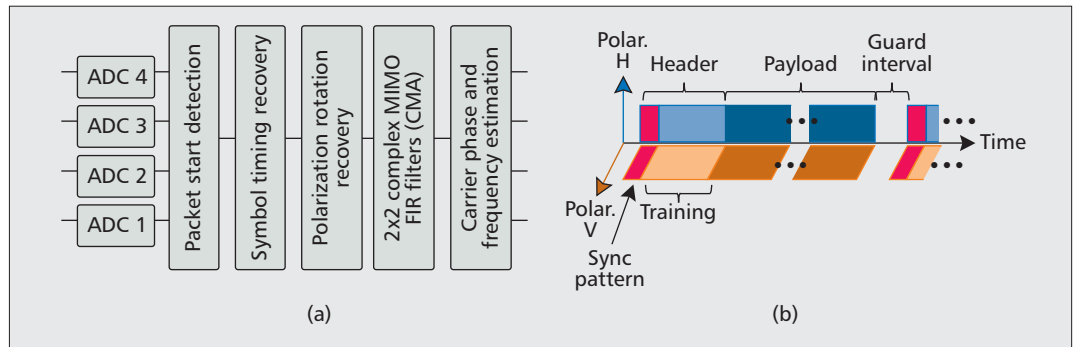 ADC 4
ADC 3
ADC 2
ADC 1
Packet start detection
Symbol timing recovery
Polarization rotation
recovery
2x2 complex MIMO
FIR filters (CMA)
Carrier phase and
frequency estimation
(a)
Polar.
H
Header
Payload
Guard
interval
Time
Polar.
V
Training
Sync
pattern
(b)